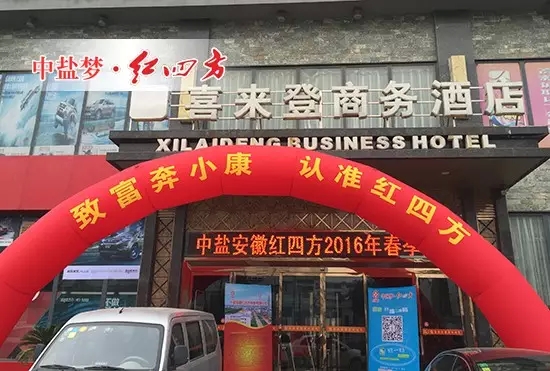 中盐梦·红四方
喜来登商务酒店
XILAIDENG BUSINESS HOTEL
致富奔小康 认准红四方
中盐安徽红四方2016年春季